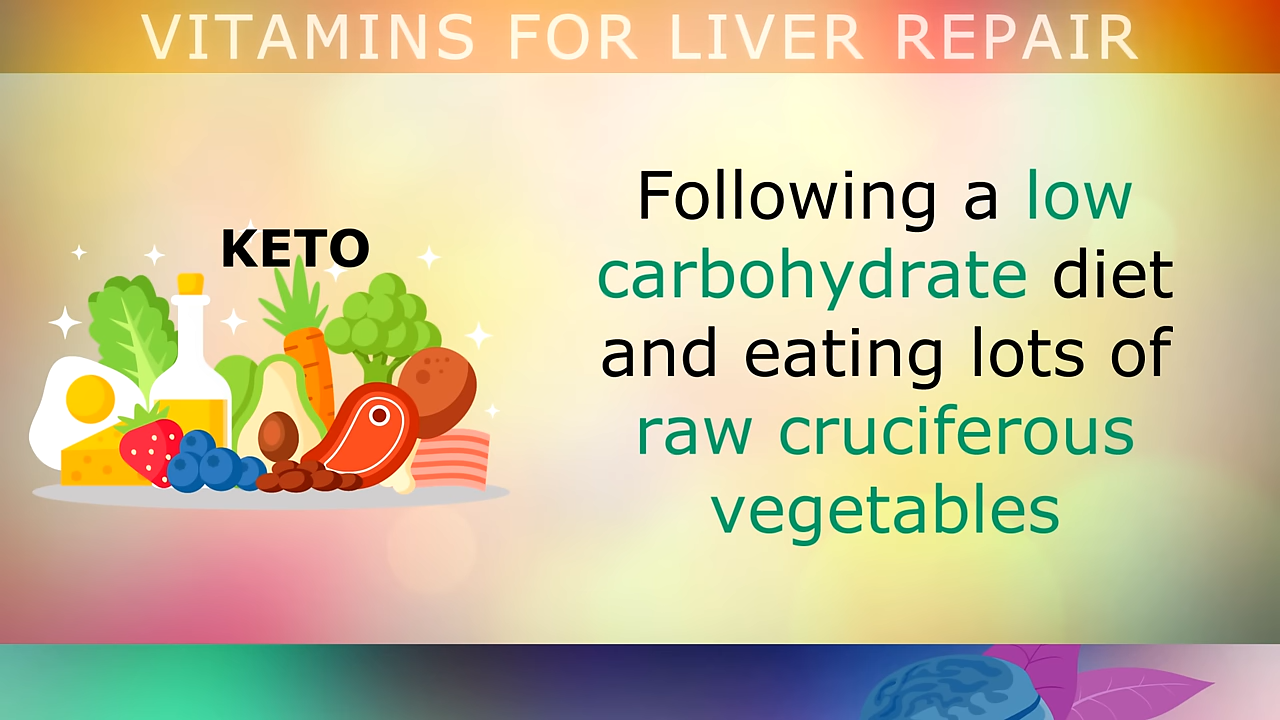 VITAMINS FOR LIVER REPAIR
KETO
Following a low
carbohydrate diet
and eating lots of
raw cruciferous
vegetables